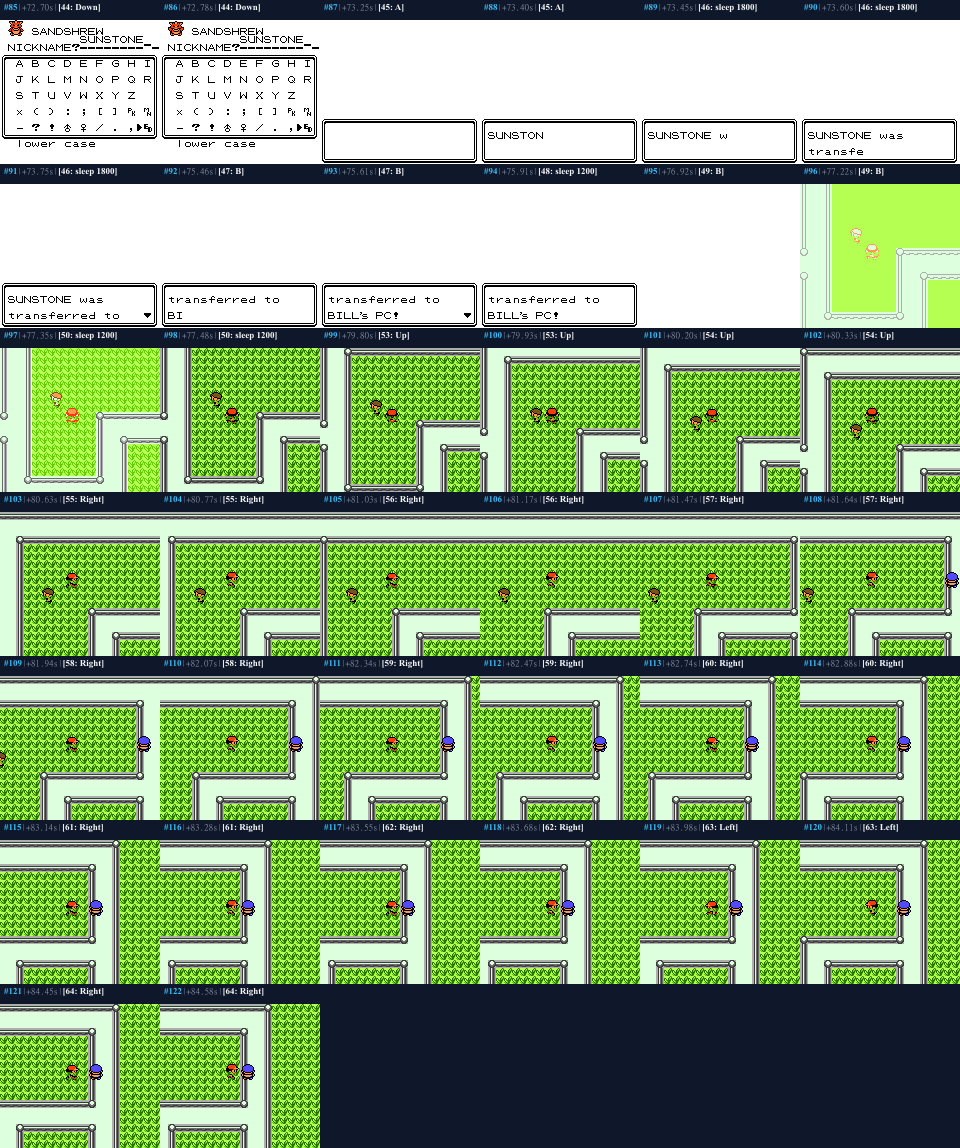 #85|+72.70s|[44: Down]
#86|+72.78s|[44: Down]
#87|+73.25s|[45: A]
#88|+73.40s|[45: A]
#89|+73.45s|[46: sleep 1800]
#90|+73.60s|[46: sleep 1800]
SANDSHREW
SUNSTONE
NICKNAME?
A B C D E F G H I
J K L M N O P Q R
S T U V W X Y Z
× ( ) : ; [ ] PK MN
- ? ! ♂ ♀ / . , ED
lower case
SANDSHREW
SUNSTONE
NICKNAME?
A B C D E F G H I
J K L M N O P Q R
S T U V W X Y Z
× ( ) : ; [ ] PK MN
- ? ! ♂ ♀ / . , ED
lower case
SUNSTON
SUNSTONE w
SUNSTONE was
transfe
#91|+73.75s|[46: sleep 1800]
#92|+75.46s|[47: B]
#93|+75.61s|[47: B]
#94|+75.91s|[48: sleep 1200]
#95|+76.92s|[49: B]
#96|+77.22s|[49: B]
SUNSTONE was
transferred to
transferred to
BI
transferred to
BILL's PC!
transferred to
BILL's PC!
#97|+77.35s|[50: sleep 1200]
#98|+77.48s|[50: sleep 1200]
#99|+79.80s|[53: Up]
#100|+79.93s|[53: Up]
#101|+80.20s|[54: Up]
#102|+80.33s|[54: Up]
#103|+80.63s|[55: Right]
#104|+80.77s|[55: Right]
#105|+81.03s|[56: Right]
#106|+81.17s|[56: Right]
#107|+81.47s|[57: Right]
#108|+81.64s|[57: Right]
#109|+81.94s|[58: Right]
#110|+82.07s|[58: Right]
#111|+82.34s|[59: Right]
#112|+82.47s|[59: Right]
#113|+82.74s|[60: Right]
#114|+82.88s|[60: Right]
#115|+83.14s|[61: Right]
#116|+83.28s|[61: Right]
#117|+83.55s|[62: Right]
#118|+83.68s|[62: Right]
#119|+83.98s|[63: Left]
#120|+84.11s|[63: Left]
#121|+84.45s|[64: Right]
#122|+84.58s|[64: Right]